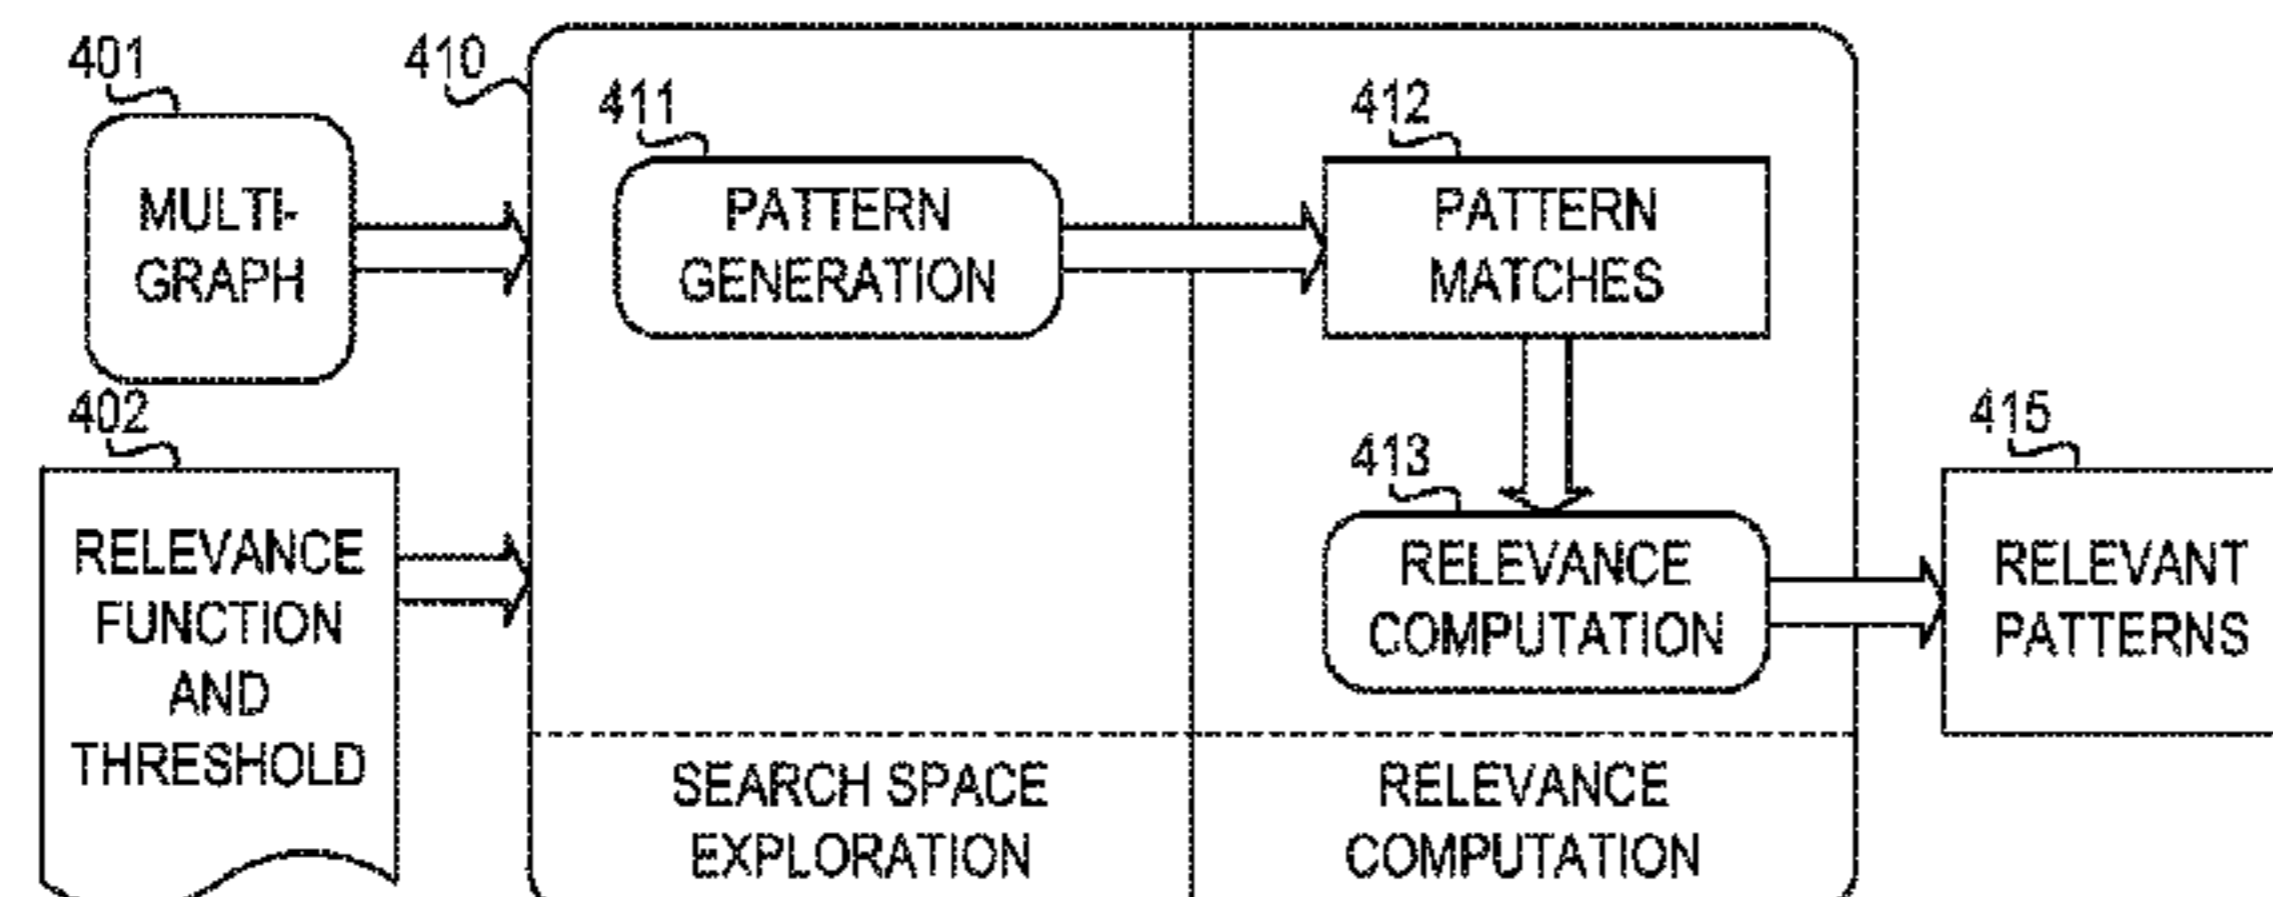 401
MULTI-
GRAPH
402
RELEVANCE
FUNCTION
AND
THRESHOLD
410
411
PATTERN
GENERATION
412
PATTERN
MATCHES
413
RELEVANCE
COMPUTATION
SEARCH SPACE
EXPLORATION
RELEVANCE
COMPUTATION
415
RELEVANT
PATTERNS